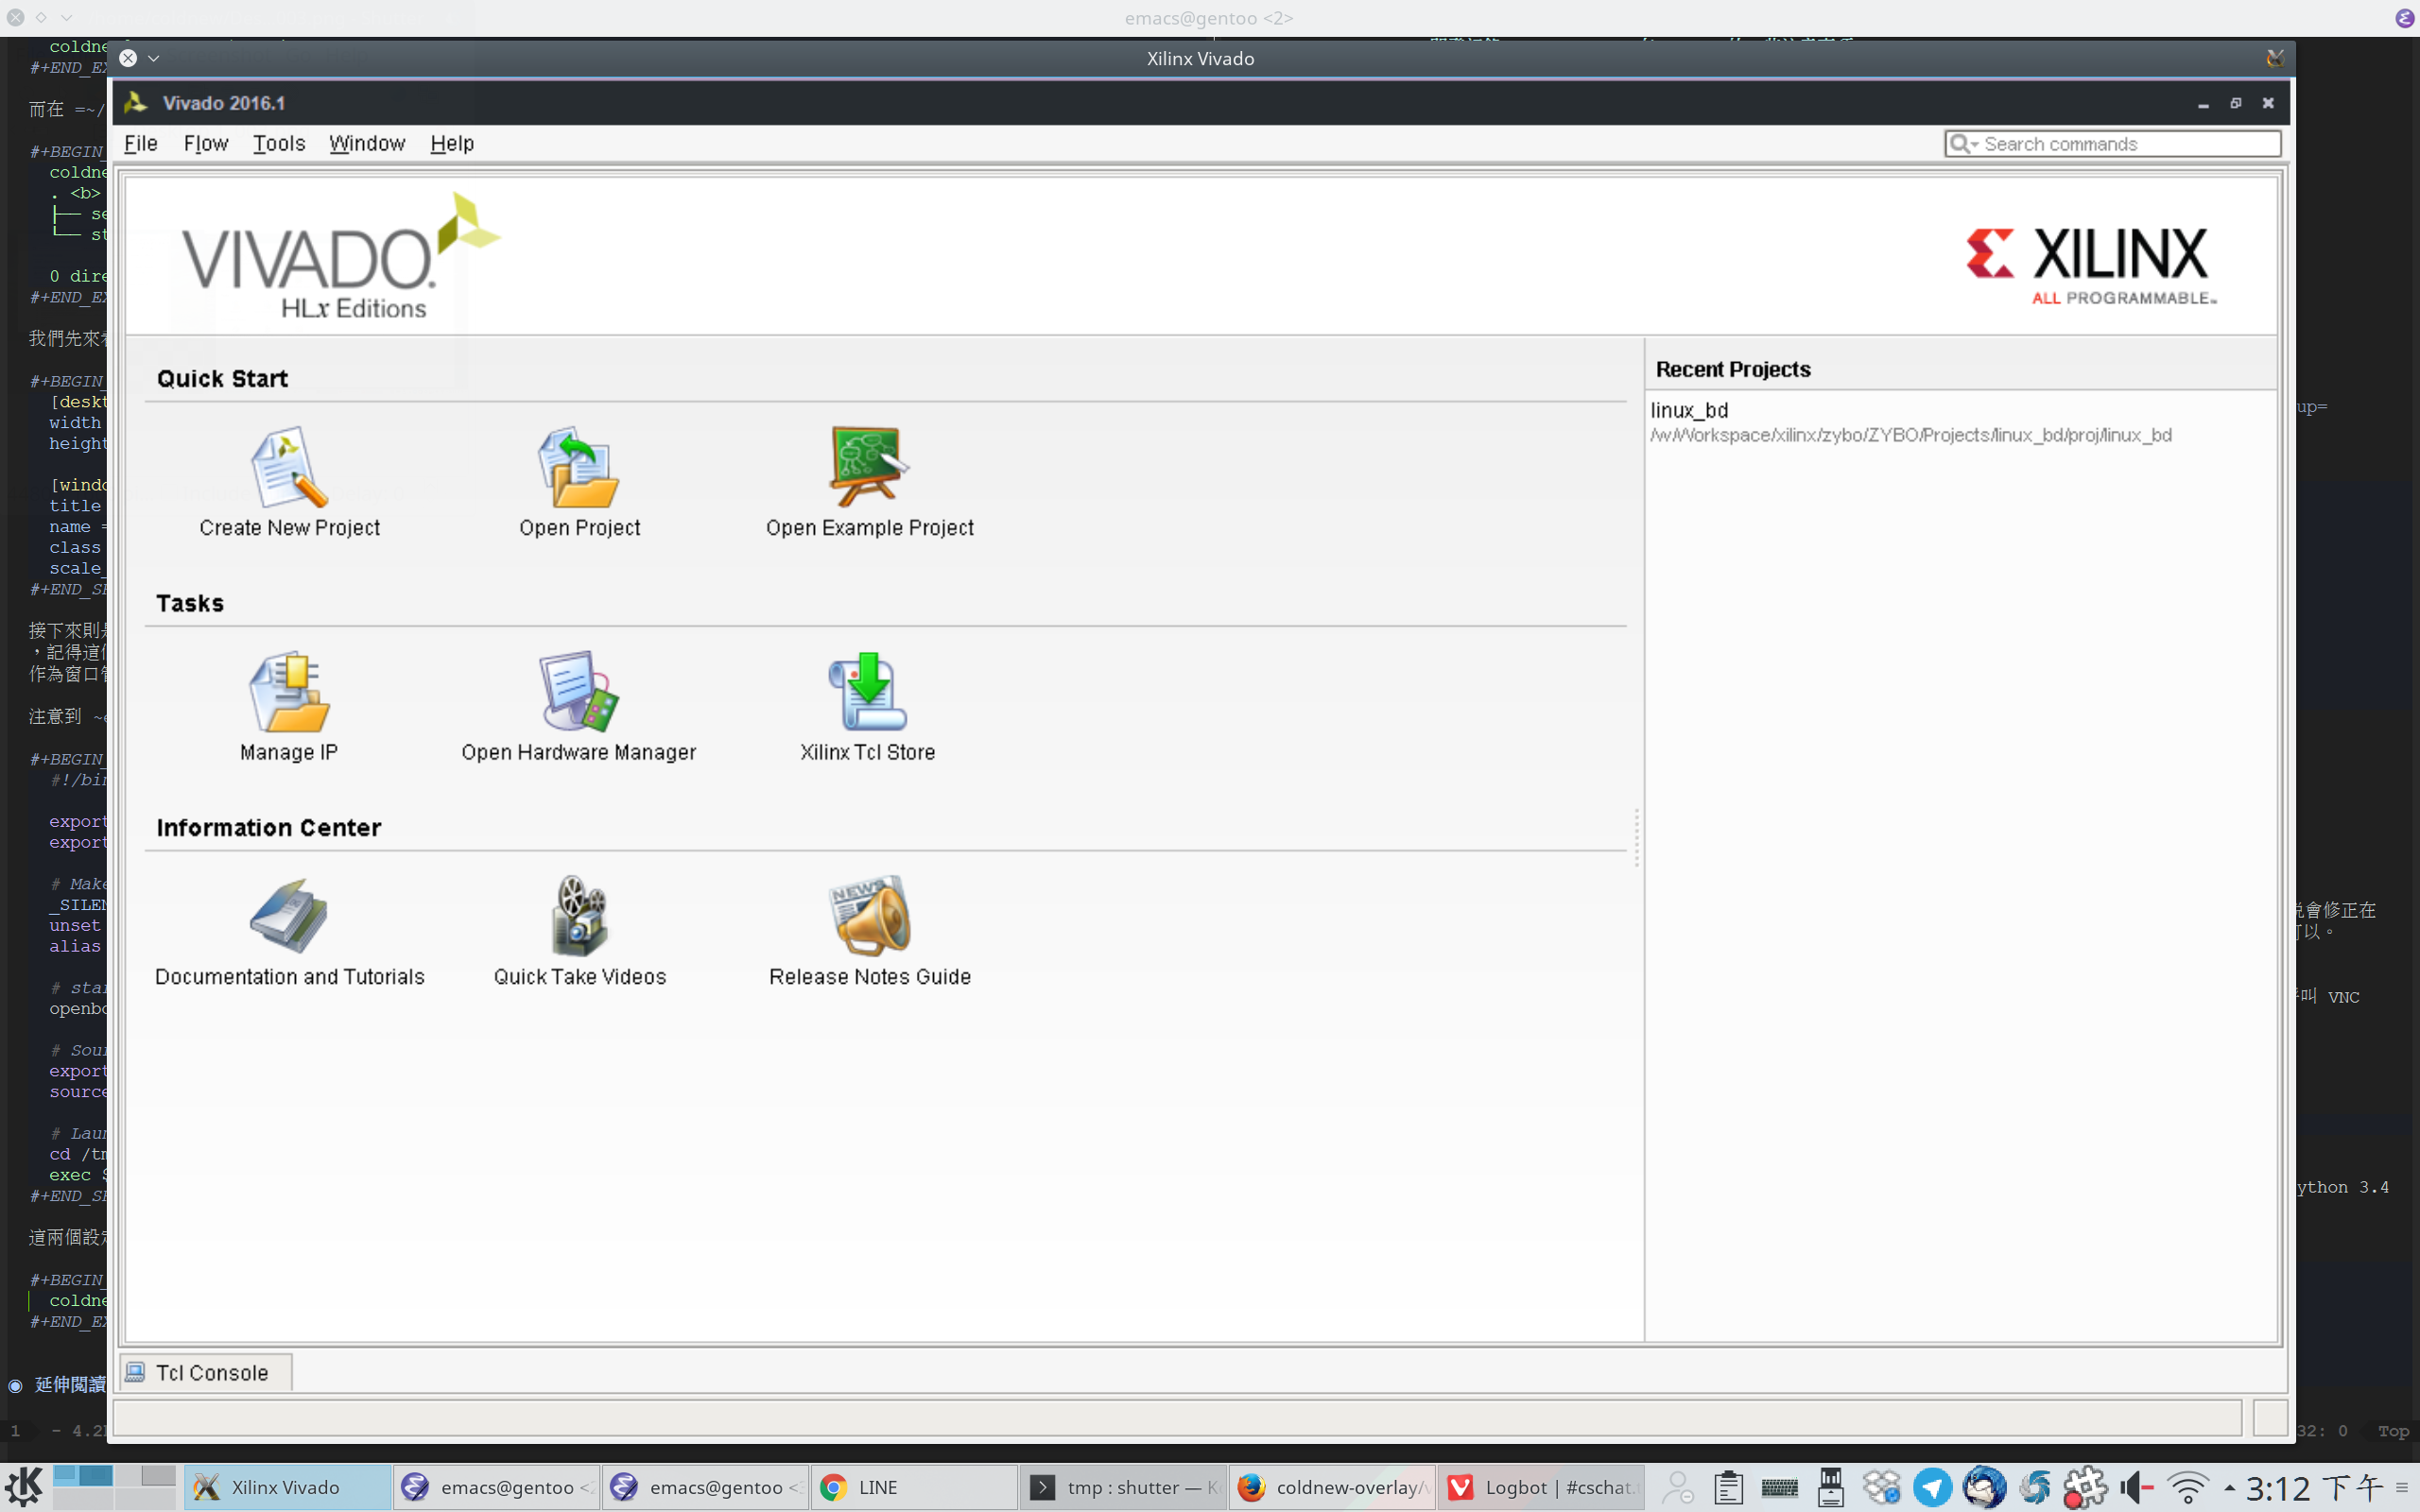 emacs@gentoo <2>
coldne
#+END_EX
Xilinx Vivado
Vivado 2016.1
File Flow Tools Window Help
Search commands
VIVADO.
HLx Editions
XILINX
ALL PROGRAMMABLE™
Quick Start
Create New Project
Open Project
Open Example Project
Tasks
Manage IP
Open Hardware Manager
Xilinx Tcl Store
Information Center
Documentation and Tutorials
Quick Take Videos
Release Notes Guide
Recent Projects
linux_bd
/w/Workspace/xilinx/zybo/ZYBO/Projects/linux_bd/proj/linux_bd
Tcl Console
而在 =~/
#+BEGIN_
coldne
. <b>
├── se
└── st
0 dire
#+END_EX
我們先來
#+BEGIN_
[deskt
width
height
[windo
title
name =
class
scale_
#+END_SR
接下來則
，記得這
作為窗口
注意到 ~
#+BEGIN_
#!/bin
export
export
# Make
_SILEN
unset
alias
# star
openbo
# Sour
export
source
# Laun
cd /tm
exec $
#+END_SR
這兩個設
#+BEGIN_
coldne
#+END_EX
延伸閱讀
1 - 4.2
up=
會修正在
以。
叫 VNC
ython 3.4
32: 0 Top
Xilinx Vivado
emacs@gentoo <
emacs@gentoo <
LINE
tmp : shutter — K
coldnew-overlay/v
Logbot | #cschat.
3:12 下午